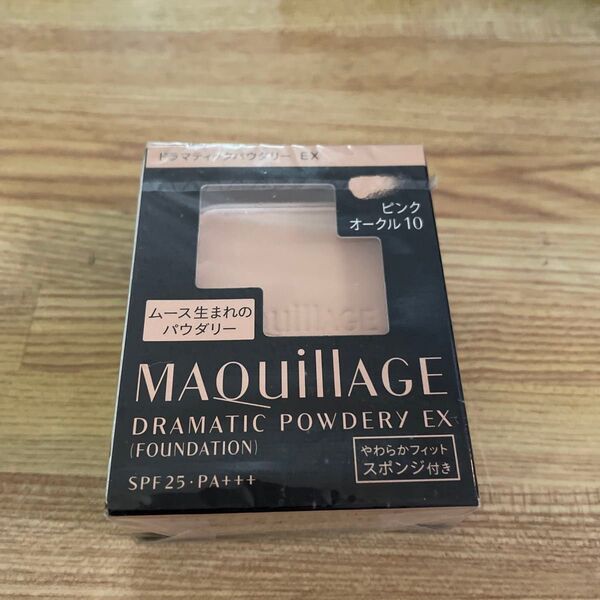 ドラマティックパウダリー EX
ピンク
オークル10
ムース生まれの
パウダリー
MAQuillAGE
DRAMATIC POWDERY EX
(FOUNDATION)
やわらかフィット
スポンジ付き
SPF25・PA+++